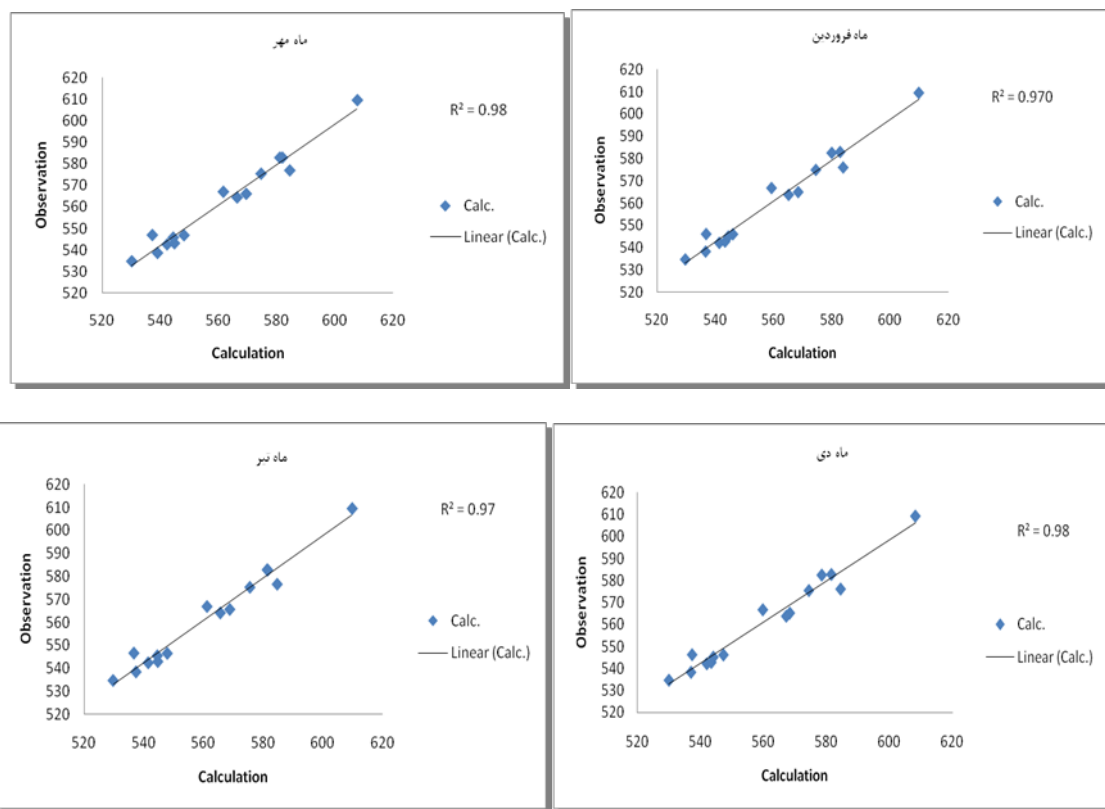 ماه مهر
620
610
600
590
580
570
560
550
540
530
520
Observation
520 540 560 580 600 620
Calculation
R² = 0.98
Calc.
Linear (Calc.)
ماه فروردین
620
610
600
590
580
570
560
550
540
530
520
Observation
520 540 560 580 600 620
Calculation
R² = 0.970
Calc.
Linear (Calc.)
ماه تیر
620
610
600
590
580
570
560
550
540
530
520
Observation
520 540 560 580 600 620
Calculation
R² = 0.97
Calc.
Linear (Calc.)
ماه دی
620
610
600
590
580
570
560
550
540
530
520
Observation
520 540 560 580 600 620
Calculation
R² = 0.98
Calc.
Linear (Calc.)